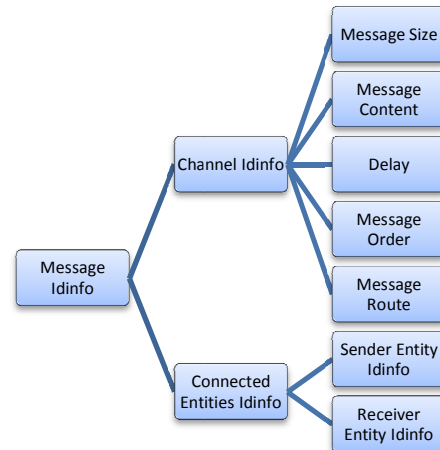 Message Size
Message
Content
Channel Idinfo
Delay
Message
Order
Message
Idinfo
Message
Route
Sender Entity
Idinfo
Connected
Entities Idinfo
Receiver
Entity Idinfo